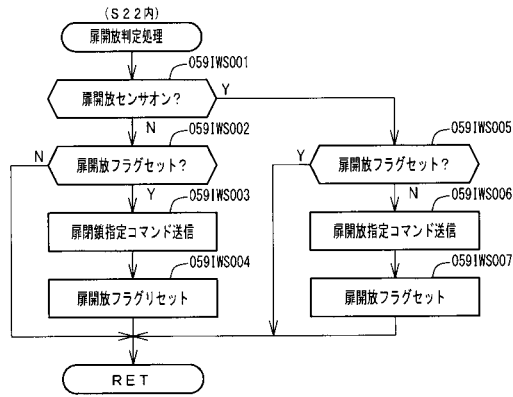 (S22内)
扉開放判定処理
059IWS001
扉開放センサオン?
Y
N
059IWS002
扉開放フラグセット?
N
Y
059IWS003
扉閉鎖指定コマンド送信
059IWS004
扉開放フラグリセット
059IWS005
扉開放フラグセット?
Y
N
059IWS006
扉開放指定コマンド送信
059IWS007
扉開放フラグセット
RET